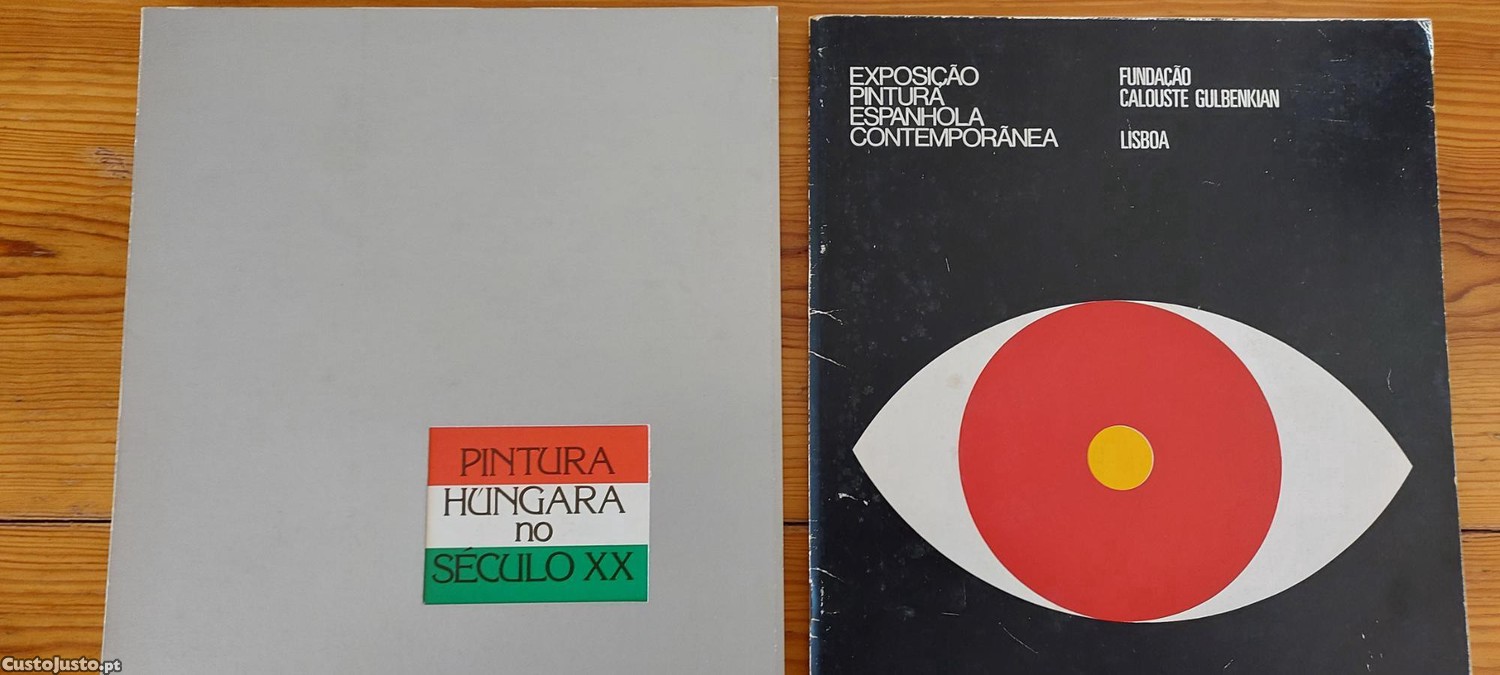 PINTURA
HÚNGARA
no
SÉCULO XX
EXPOSIÇÃO
PINTURA
ESPANHOLA
CONTEMPORÂNEA
FUNDAÇÃO
CALOUSTE GULBENKIAN
LISBOA
CustoJusto.pt